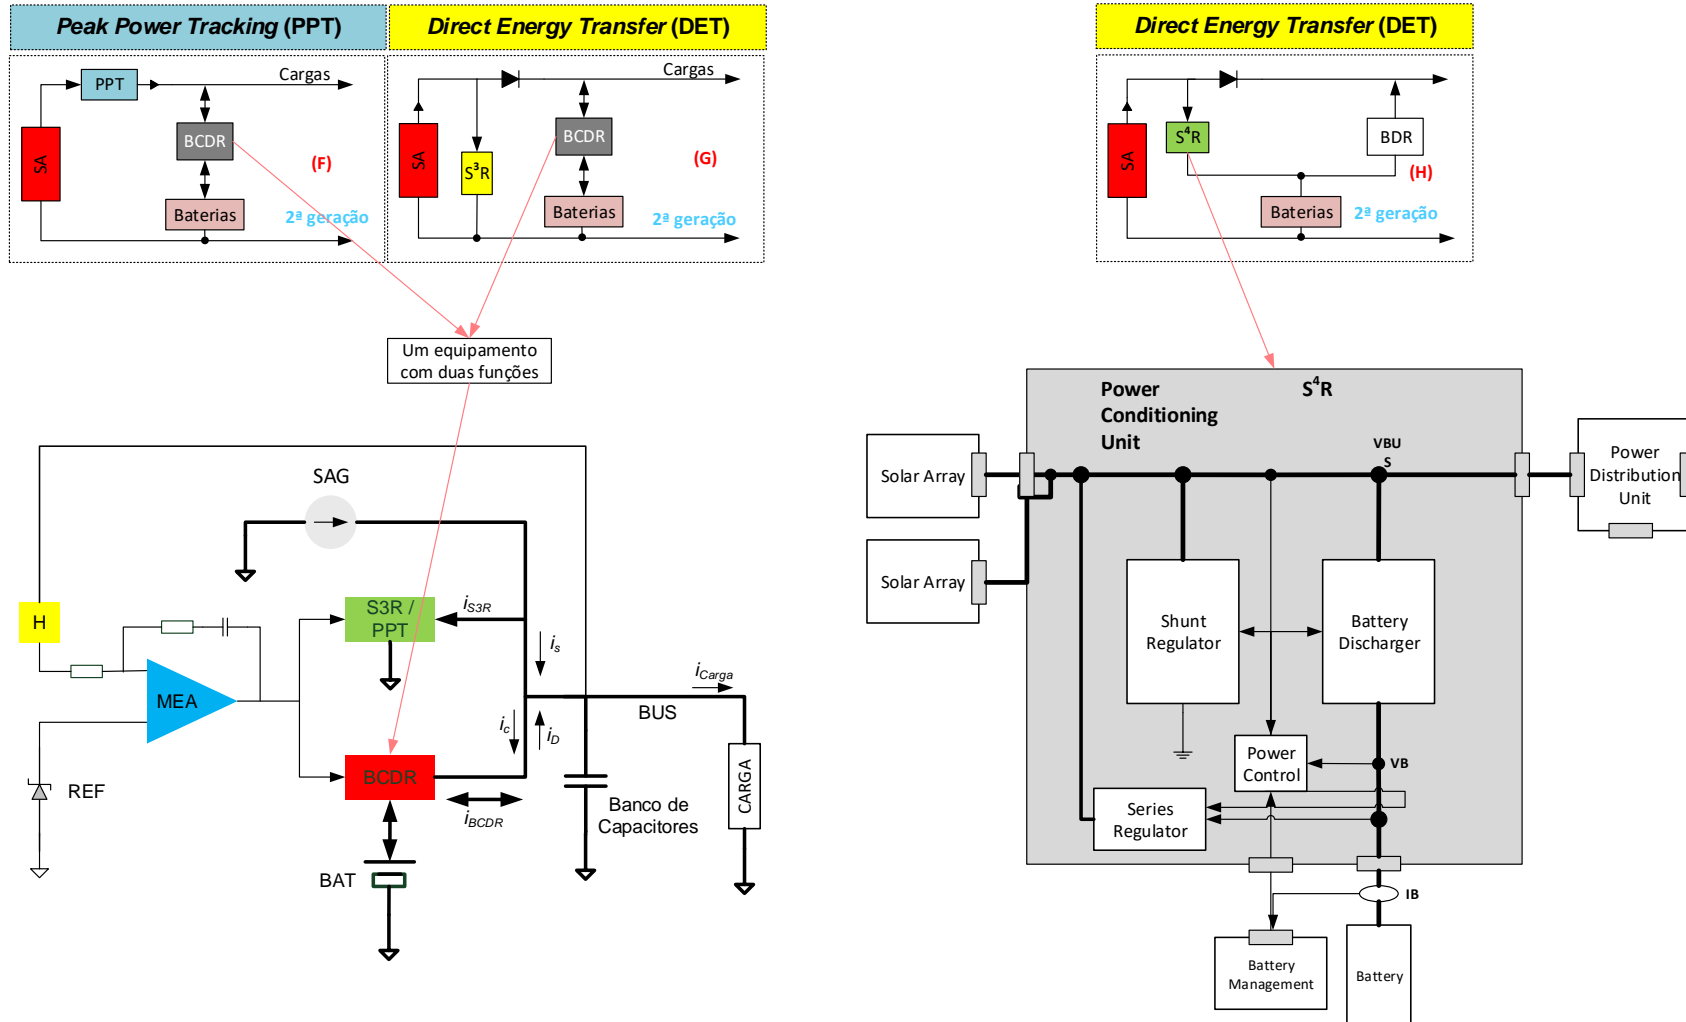 Peak Power Tracking (PPT)
Direct Energy Transfer (DET)
Direct Energy Transfer (DET)
PPT
Cargas
BCDR
SA
(F)
Baterias
2ª geração
Cargas
SA
S³R
BCDR
(G)
Baterias
2ª geração
SA
S⁴R
BDR
(H)
Baterias
2ª geração
Um equipamento
com duas funções
SAG
H
MEA
REF
S3R /
PPT
iS3R
is
iCarga
BUS
ic
iD
BCDR
iBCDR
BAT
Banco de
Capacitores
CARGA
Power
Conditioning
Unit
S⁴R
VBU
S
Solar Array
Solar Array
Power
Distribution
Unit
Shunt
Regulator
Battery
Discharger
Power
Control
VB
Series
Regulator
IB
Battery
Management
Battery